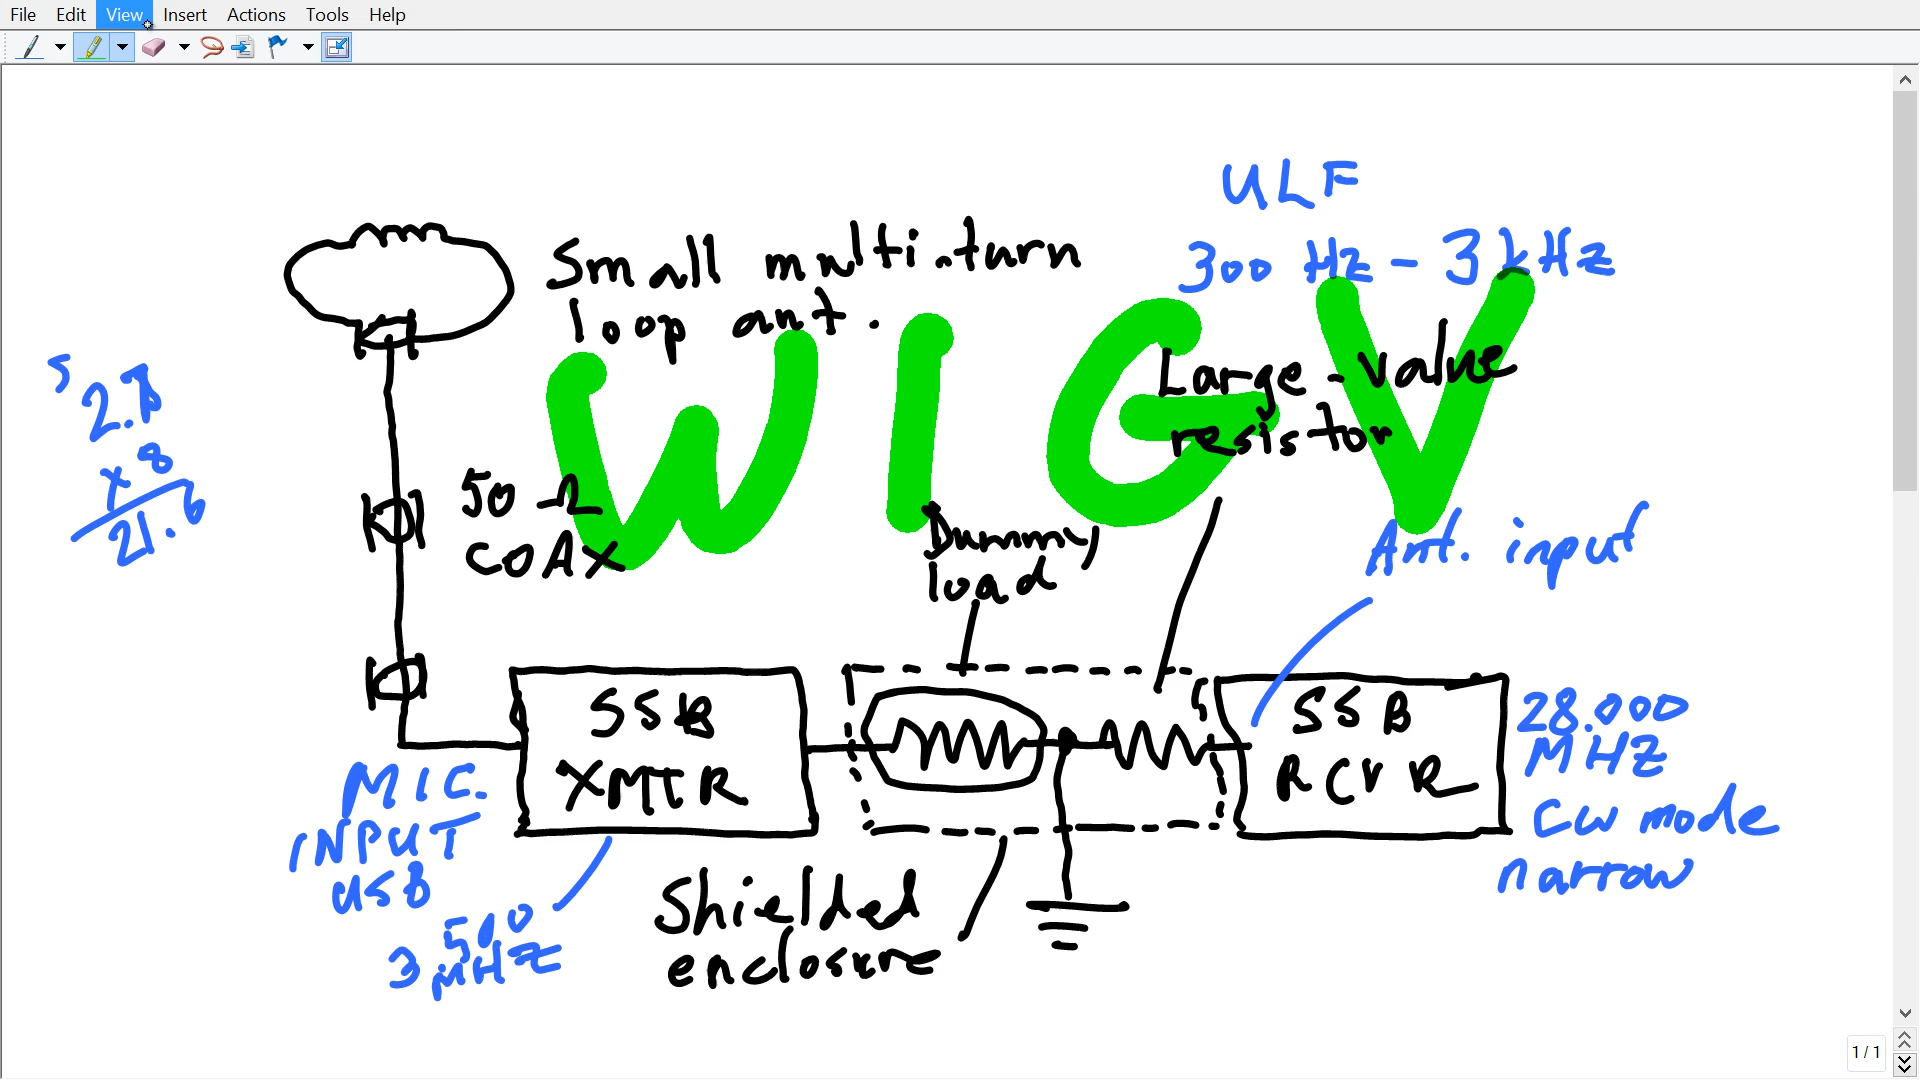 File Edit View Insert Actions Tools Help
ULF
300 Hz - 3 kHz
Small multi-turn
loop ant.
WIGV
Large-value
resistor
5
x 8
21.6
50 Ω
COAX
Dummy
load
Ant. input
SSB
XMTR
SSB
RCVR
28.000
MHZ
CW mode
narrow
MIC.
INPUT
USB
3.500
MHZ
Shielded
enclosure
1 / 1